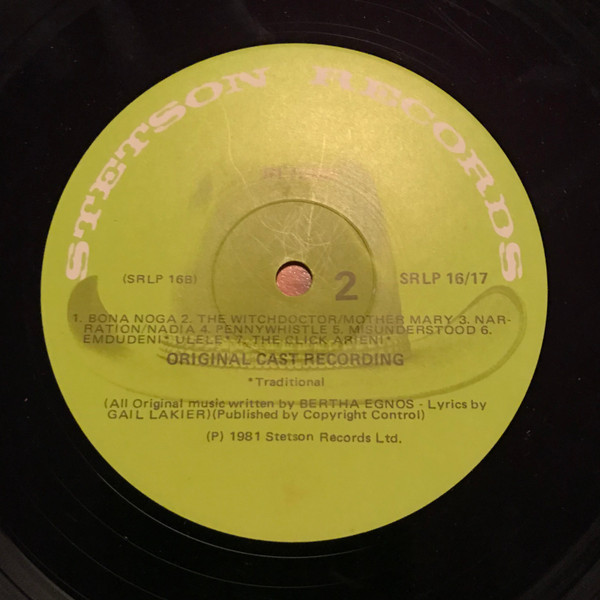 STETSON RECORDS
(SRLP 16B)
2
SRLP 16/17
1. BONA NOGA 2. THE WITCHDOCTOR/MOTHER MARY 3. NAR-
RATION/NADIA 4. PENNYWHISTLE 5. MISUNDERSTOOD 6.
EMDUDENI* ULELE* 7. THE CLICK ARIENI*
ORIGINAL CAST RECORDING
*Traditional
(All Original music written by BERTHA EGNOS - Lyrics by
GAIL LAKIER)(Published by Copyright Control)
(P) 1981 Stetson Records Ltd.